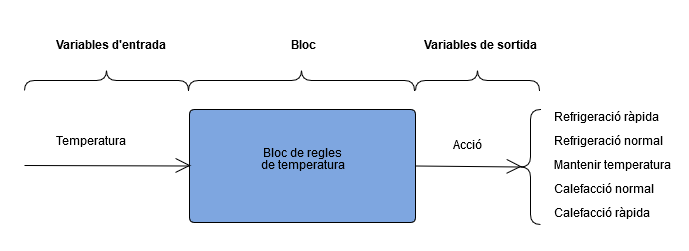 Variables d'entrada
Bloc
Variables de sortida
Temperatura
Bloc de regles
de temperatura
Acció
Refrigeració ràpida
Refrigeració normal
Mantenir temperatura
Calefacció normal
Calefacció ràpida